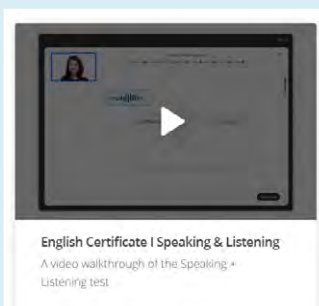 English Certificate I Speaking & Listening
A video walkthrough of the Speaking +
Listening test